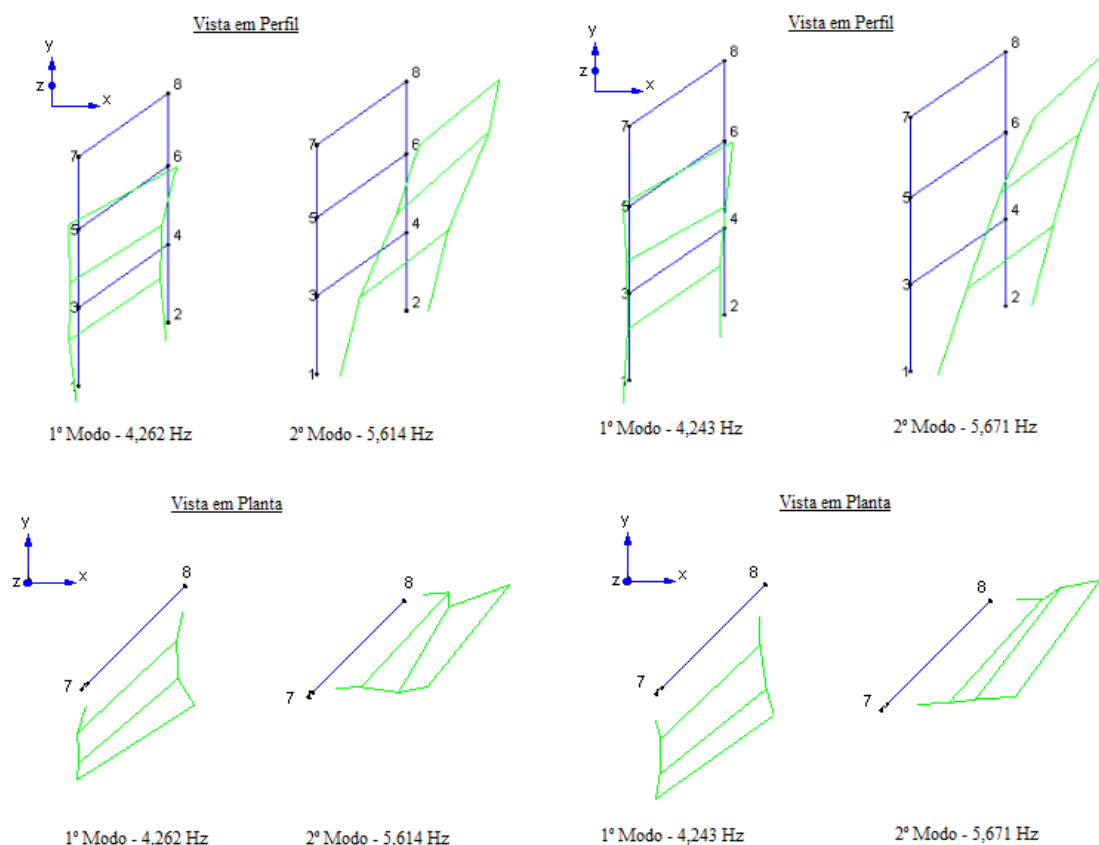 Vista em Perfil
Vista em Perfil
y
z
x
8
7
6
5
4
3
2
1
8
7
6
5
4
3
2
1
y
z
x
8
7
6
5
4
3
2
1
8
7
6
5
4
3
2
1
1º Modo - 4,262 Hz
2º Modo - 5,614 Hz
1º Modo - 4,243 Hz
2º Modo - 5,671 Hz
Vista em Planta
Vista em Planta
y
z
x
8
7
8
7
y
z
x
8
7
8
7
1º Modo - 4.262 Hz
2º Modo - 5.614 Hz
1º Modo - 4,243 Hz
2º Modo - 5,671 Hz